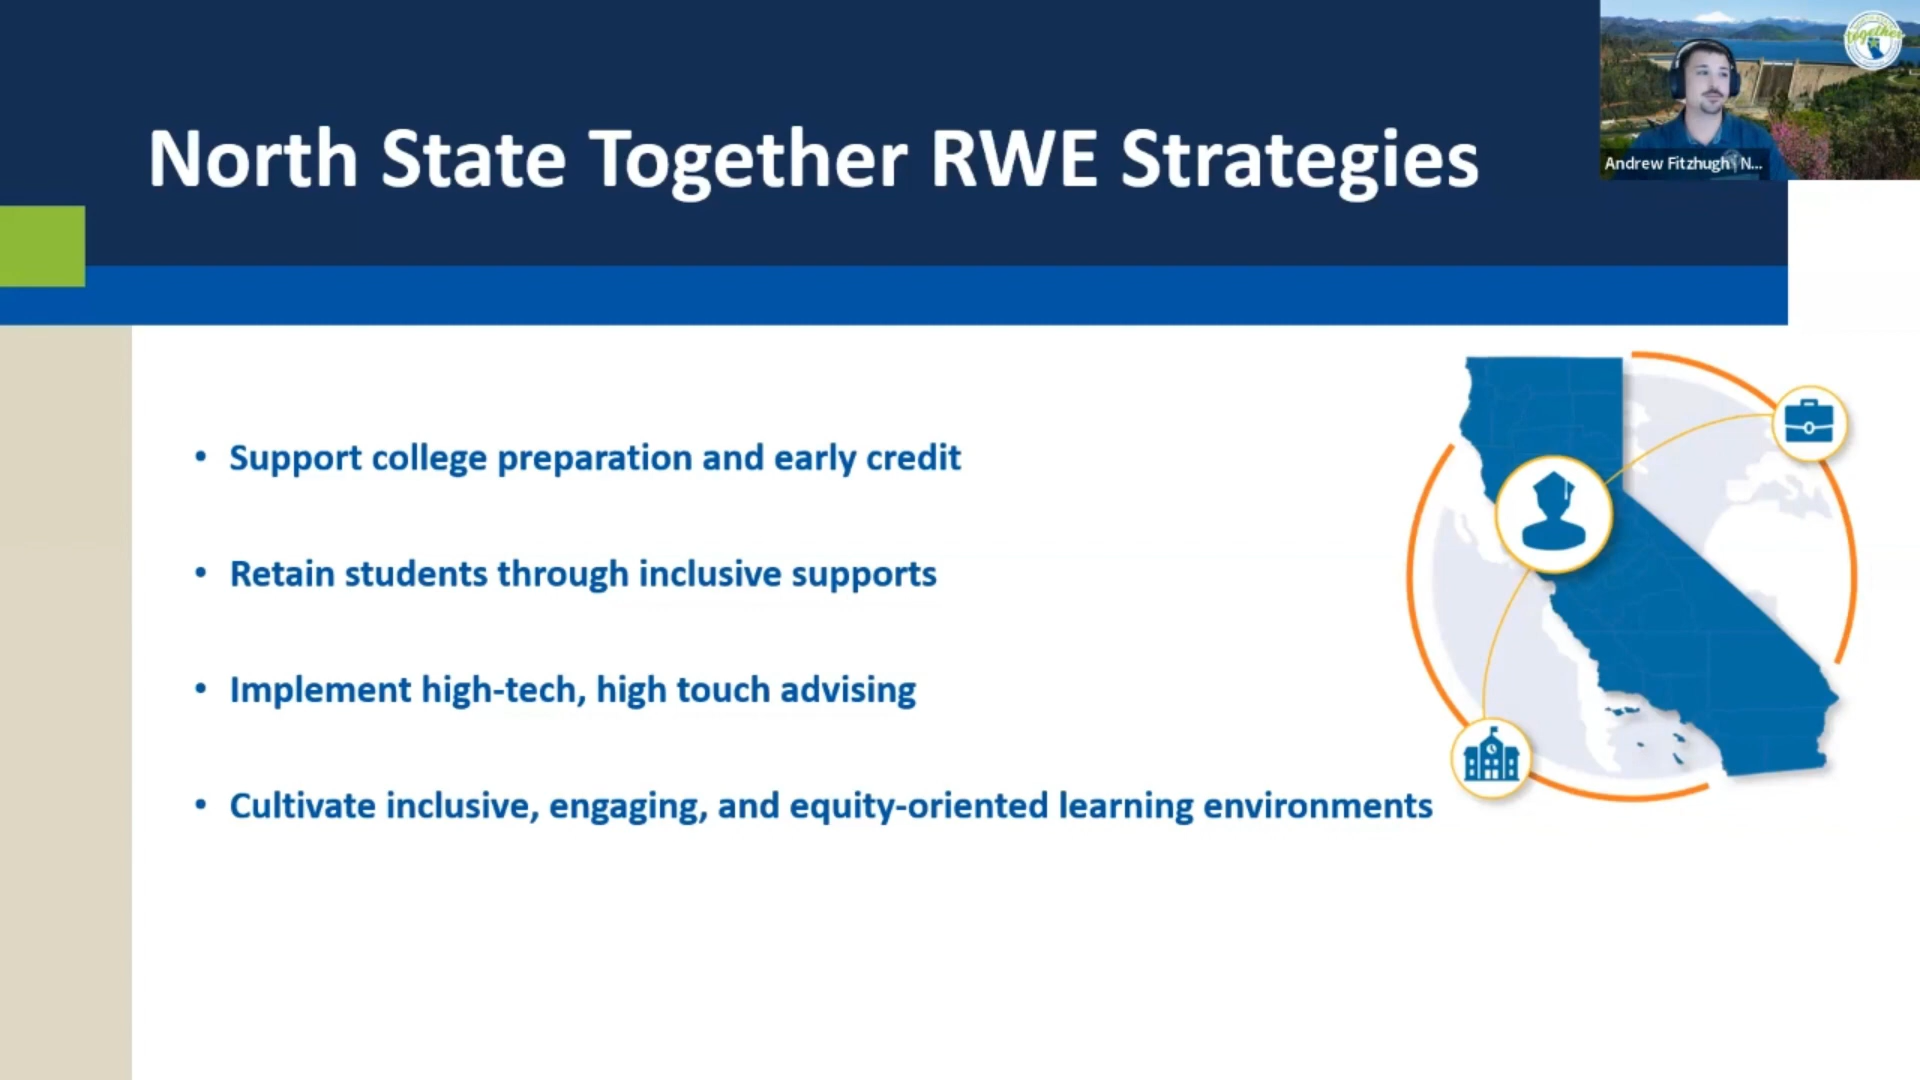 North State Together RWE Strategies
together
Andrew Fitzhugh N...
• Support college preparation and early credit
• Retain students through inclusive supports
• Implement high-tech, high touch advising
• Cultivate inclusive, engaging, and equity-oriented learning environments